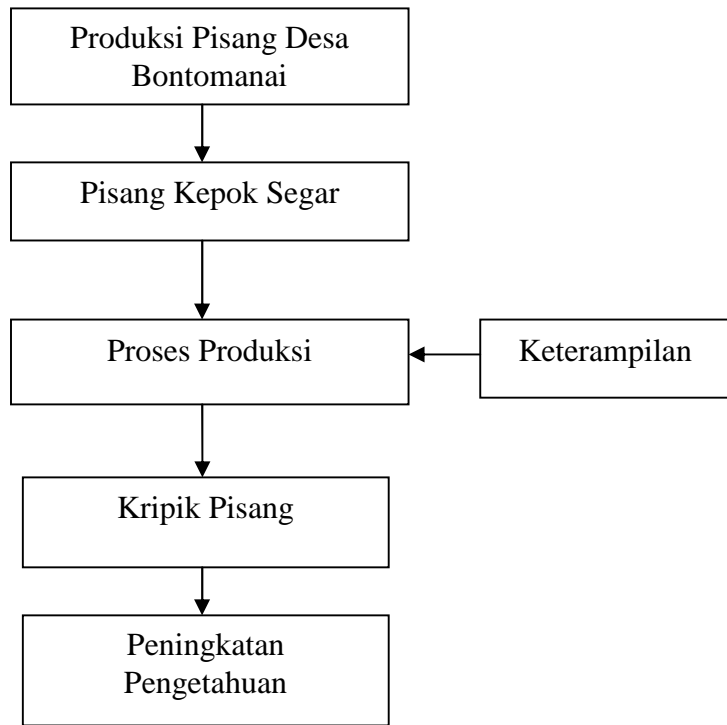 Produksi Pisang Desa
Bontomanai
Pisang Kepok Segar
Proses Produksi
Keterampilan
Kripik Pisang
Peningkatan
Pengetahuan